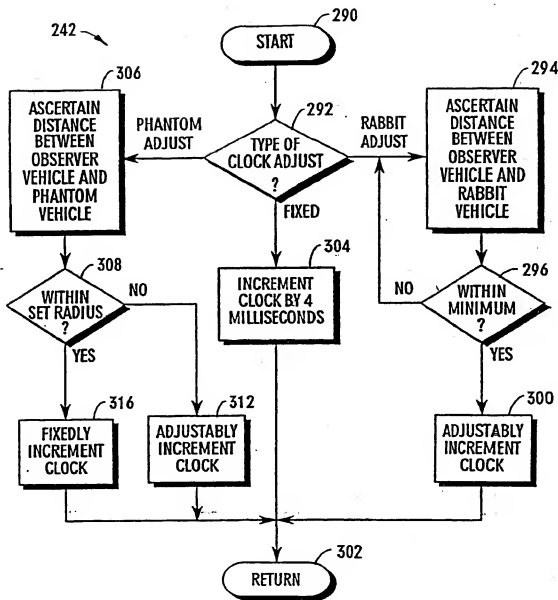 242
290
START
306
ASCERTAIN
DISTANCE
BETWEEN
OBSERVER
VEHICLE AND
PHANTOM
VEHICLE
PHANTOM
ADJUST
292
TYPE OF
CLOCK ADJUST
?
RABBIT
ADJUST
294
ASCERTAIN
DISTANCE
BETWEEN
OBSERVER
VEHICLE AND
RABBIT
VEHICLE
FIXED
308
WITHIN
SET RADIUS
?
NO
YES
304
INCREMENT
CLOCK BY 4
MILLISECONDS
NO
296
WITHIN
MINIMUM
?
YES
316
FIXEDLY
INCREMENT
CLOCK
312
ADJUSTABLY
INCREMENT
CLOCK
300
ADJUSTABLY
INCREMENT
CLOCK
302
RETURN